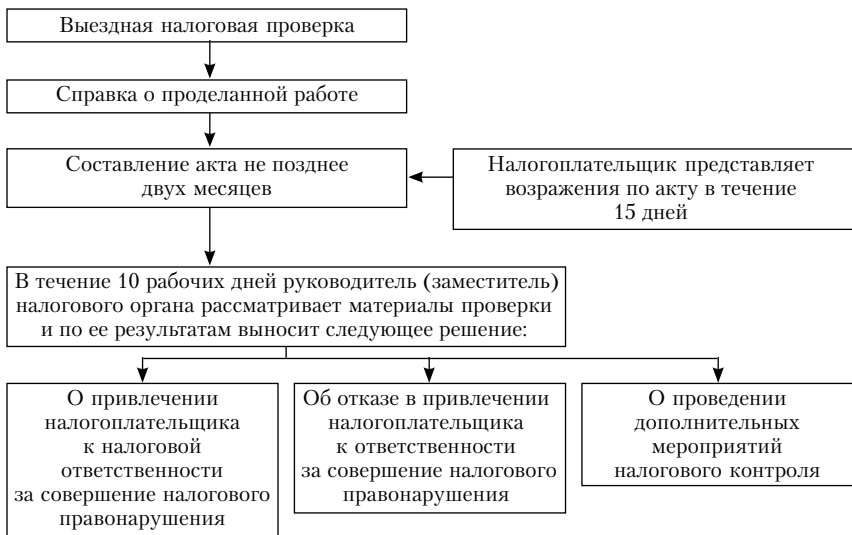 Выездная налоговая проверка
Справка о проделанной работе
Составление акта не позднее
двух месяцев
Налогоплательщик представляет
возражения по акту в течение
15 дней
В течение 10 рабочих дней руководитель (заместитель)
налогового органа рассматривает материалы проверки
и по ее результатам выносит следующее решение:
О привлечении
налогоплательщика
к налоговой
ответственности
за совершение налогового
правонарушения
Об отказе в привлечении
налогоплательщика
к ответственности
за совершение налогового
правонарушения
О проведении
дополнительных
мероприятий
налогового контроля